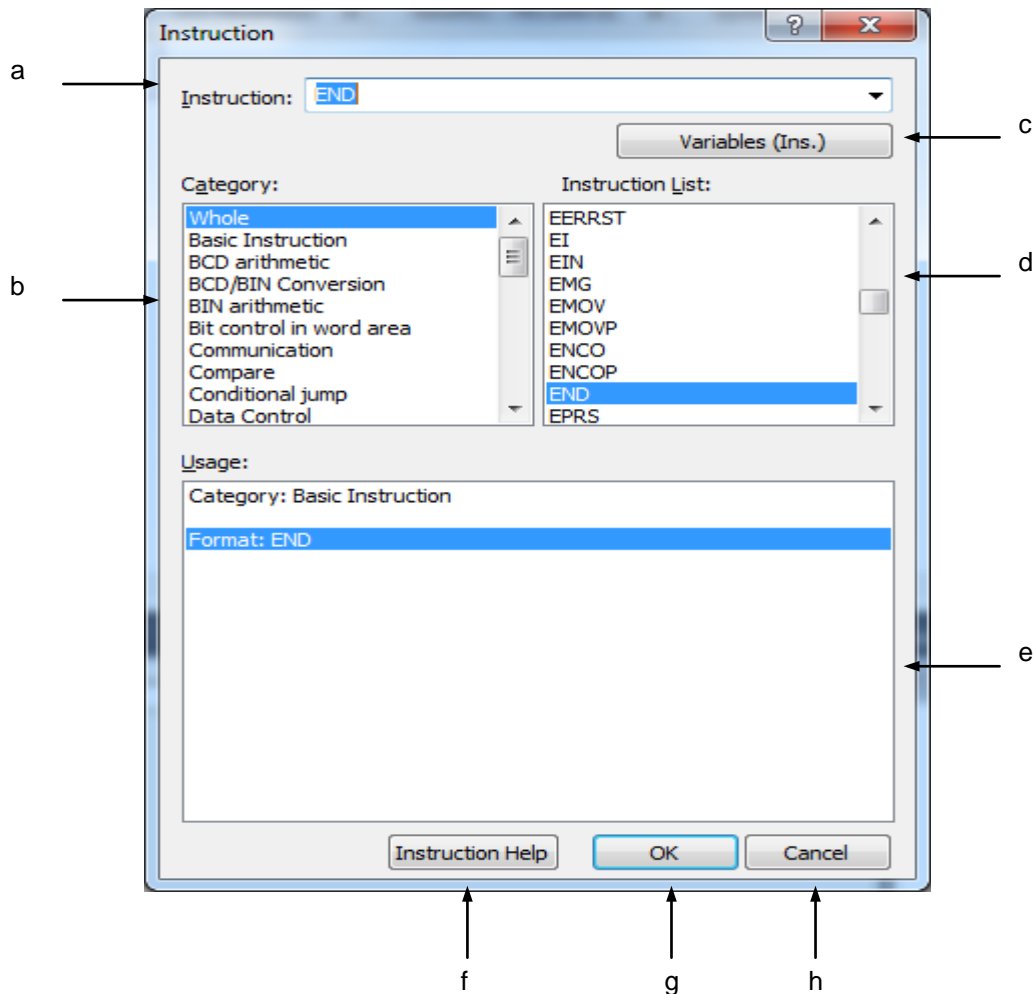 Instruction
a
Instruction: END
Variables (Ins.)
c
Category:
Whole
Basic Instruction
BCD arithmetic
BCD/BIN Conversion
BIN arithmetic
Bit control in word area
Communication
Compare
Conditional jump
Data Control
b
Instruction List:
EERRST
EI
EIN
EMG
EMOV
EMOVP
ENCO
ENCOP
END
EPRS
d
Usage:
Category: Basic Instruction
Format: END
e
Instruction Help
OK
Cancel
f
g
h